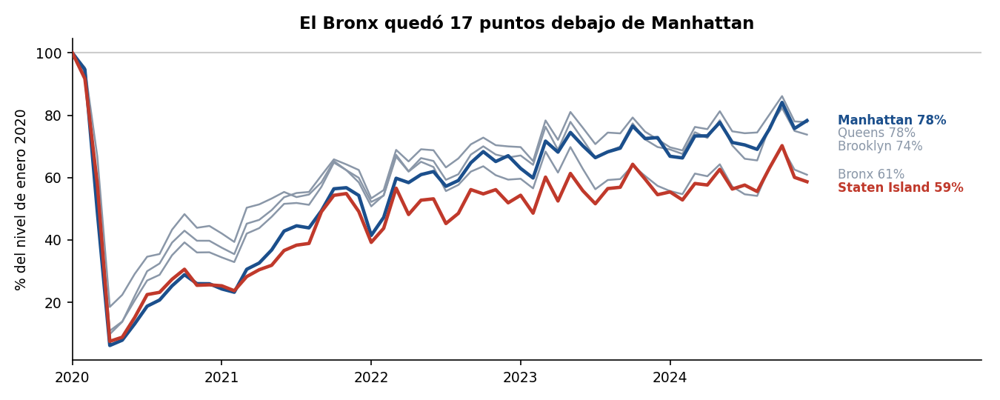 El Bronx quedó 17 puntos debajo de Manhattan
% del nivel de enero 2020
100
80
60
40
20
2020
2021
2022
2023
2024
Manhattan 78%
Queens 78%
Brooklyn 74%
Bronx 61%
Staten Island 59%